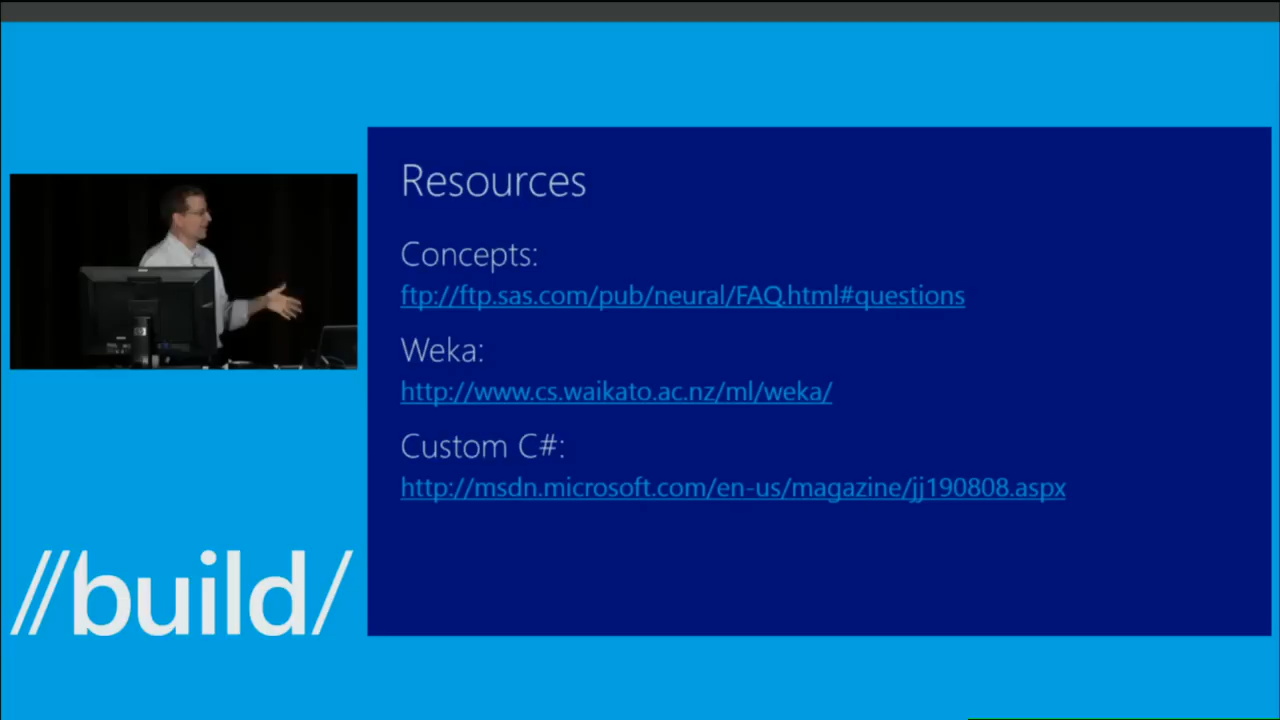 Resources
Concepts:
ftp://ftp.sas.com/pub/neural/FAQ.html#questions
Weka:
http://www.cs.waikato.ac.nz/ml/weka/
Custom C#:
http://msdn.microsoft.com/en-us/magazine/jj190808.aspx
//build/